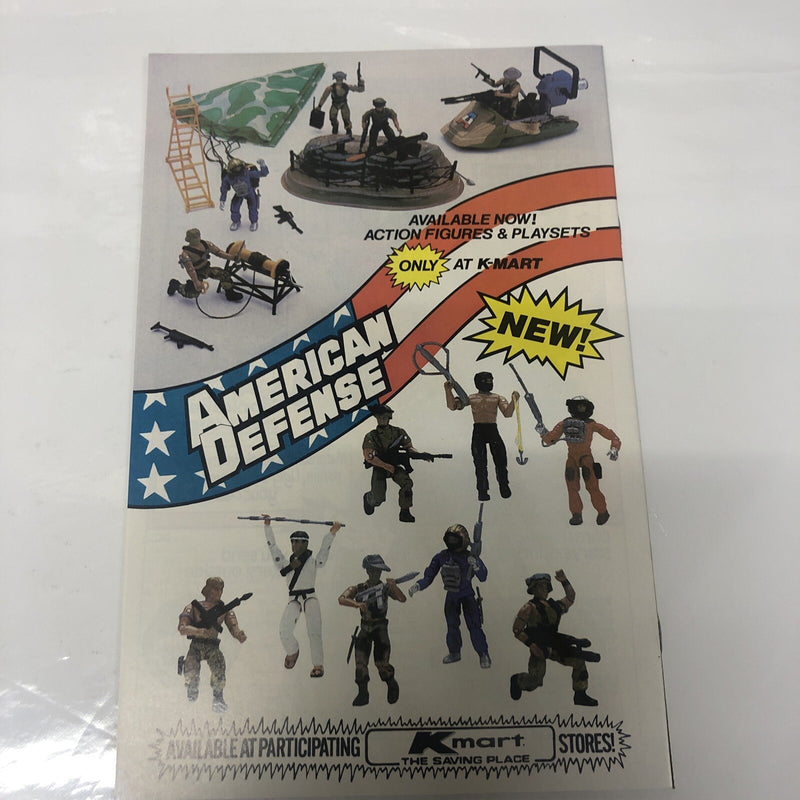 AVAILABLE NOW!
ACTION FIGURES & PLAYSETS
ONLY AT K-MART
NEW!
AMERICAN
DEFENSE
AVAILABLE AT PARTICIPATING Kmart STORES!
THE SAVING PLACE